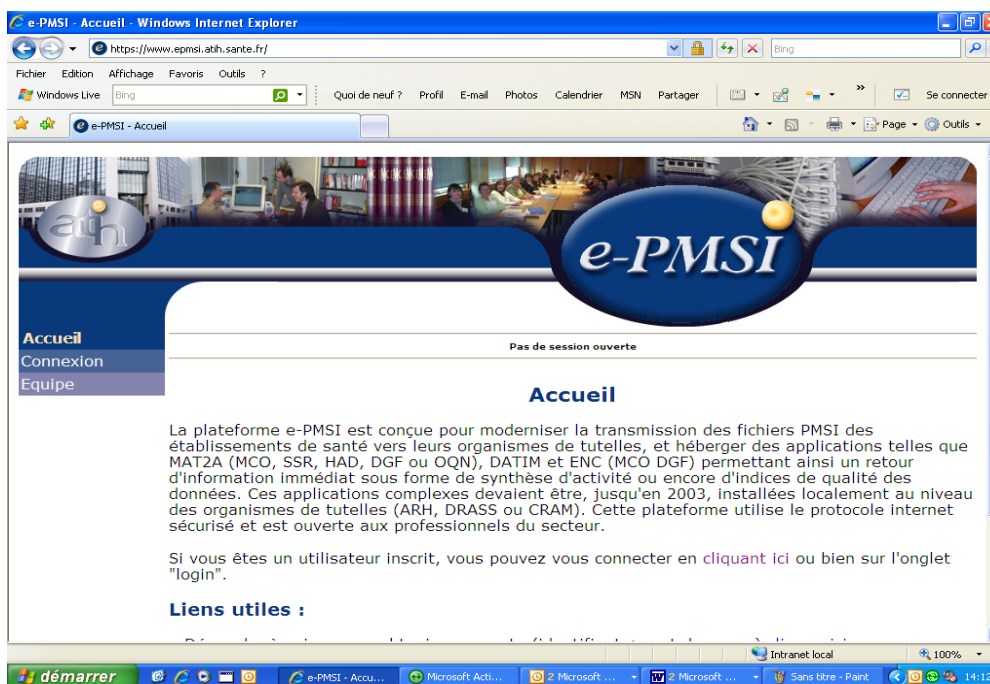 e-PMSI - Accueil - Windows Internet Explorer
https://www.epmsi.atih.sante.fr/
Bing
Fichier Edition Affichage Favoris Outils ?
Windows Live Bing Quoi de neuf ? Profil E-mail Photos Calendrier MSN Partager Se connecter
e-PMSI - Accueil Page Outils
atih
e-PMSI
Accueil
Connexion
Equipe
Pas de session ouverte
Accueil
La plateforme e-PMSI est conçue pour moderniser la transmission des fichiers PMSI des
établissements de santé vers leurs organismes de tutelles, et héberger des applications telles que
MAT2A (MCO, SSR, HAD, DGF ou OQN), DATIM et ENC (MCO DGF) permettant ainsi un retour
d'information immédiat sous forme de synthèse d'activité ou encore d'indices de qualité des
données. Ces applications complexes devaient être, jusqu'en 2003, installées localement au niveau
des organismes de tutelles (ARH, DRASS ou CRAM). Cette plateforme utilise le protocole internet
sécurisé et est ouverte aux professionnels du secteur.
Si vous êtes un utilisateur inscrit, vous pouvez vous connecter en cliquant ici ou bien sur l'onglet
"login".
Liens utiles :
Intranet local 100%
démarrer e-PMSI - Accu... Microsoft Acti... 2 Microsoft ... 2 Microsoft ... Sans titre - Paint 14:12